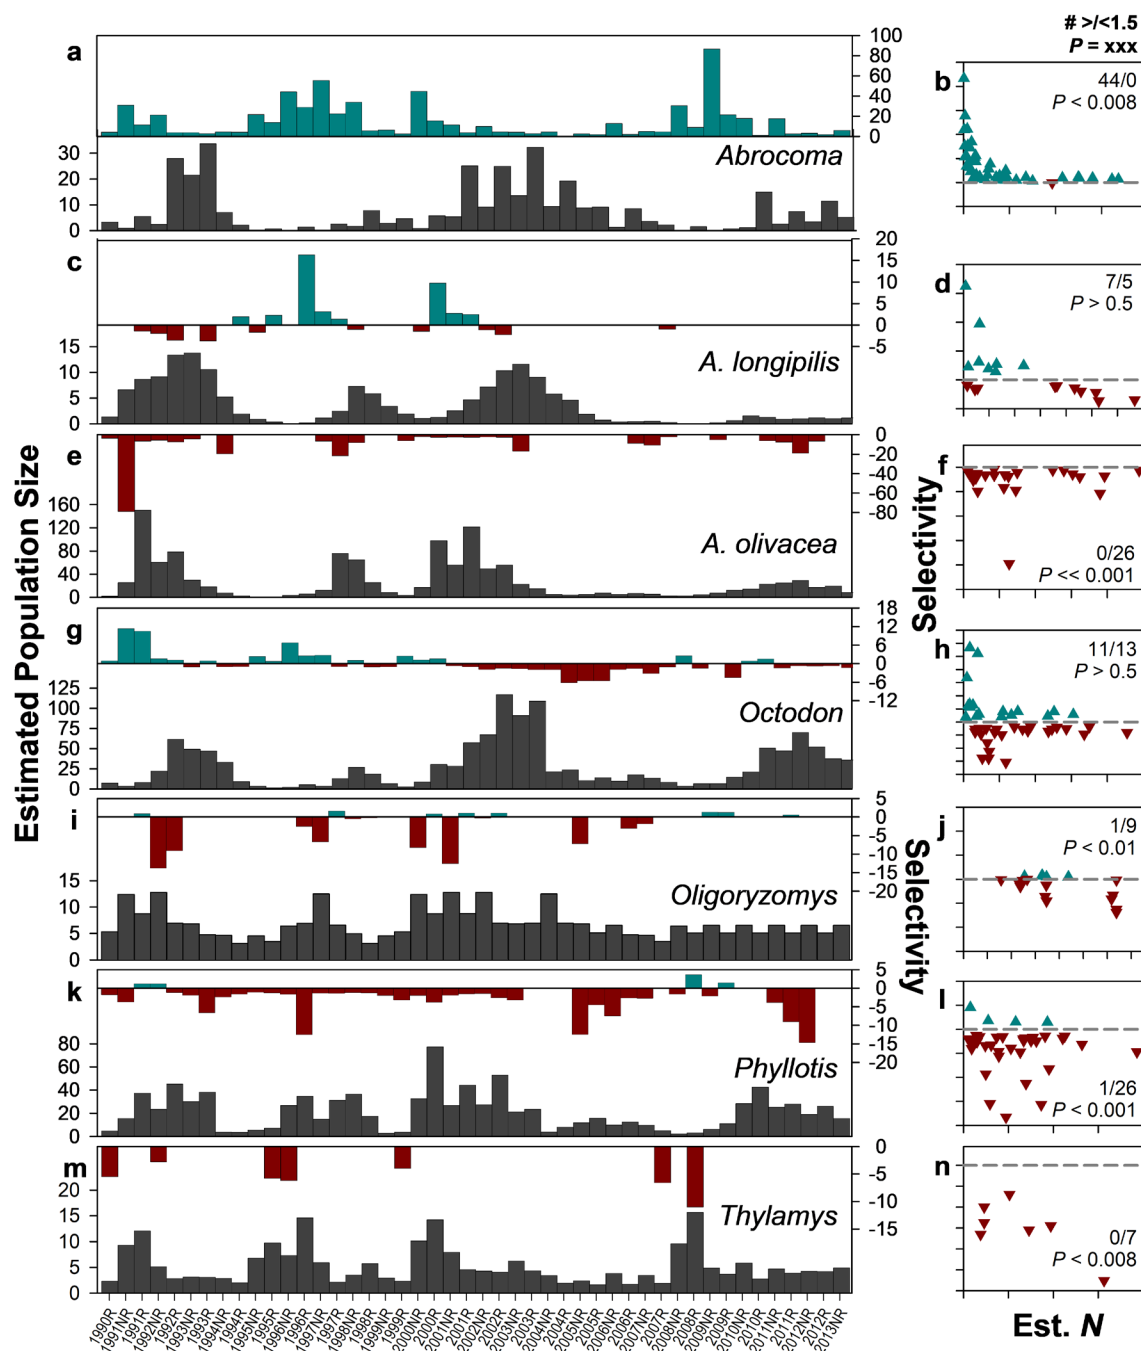 # >/<1.5
P = xxx
Estimated Population Size
a
100
80
60
40
20
0
30
20
10
0
Abrocoma
b
44/0
P < 0.008
c
20
15
10
5
0
-5
15
10
5
0
A. longipilis
d
7/5
P > 0.5
e
0
-20
-40
-60
-80
160
120
80
40
0
A. olivacea
Selectivity
f
0/26
P << 0.001
g
18
12
6
0
-6
-12
125
100
75
50
25
0
Octodon
h
11/13
P > 0.5
i
5
0
-5
-10
-15
-20
15
10
5
0
Oligoryzomys
Selectivity
j
1/9
P < 0.01
k
5
0
-5
-10
-15
-20
80
60
40
20
0
Phyllotis
l
1/26
P < 0.001
m
0
-5
-10
-15
20
15
10
5
0
Thylamys
n
0/7
P < 0.008
1990R
1991NR
1991R
1992NR
1992R
1993NR
1993R
1994NR
1994R
1995NR
1995R
1996NR
1996R
1997NR
1997R
1998NR
1998R
1999NR
1999R
2000NR
2000R
2001NR
2001R
2002NR
2002R
2003NR
2003R
2004NR
2004R
2005NR
2005R
2006NR
2006R
2007NR
2007R
2008NR
2008R
2009NR
2009R
2010NR
2010R
2011NR
2011R
2012NR
2012R
2013NR
Est. N